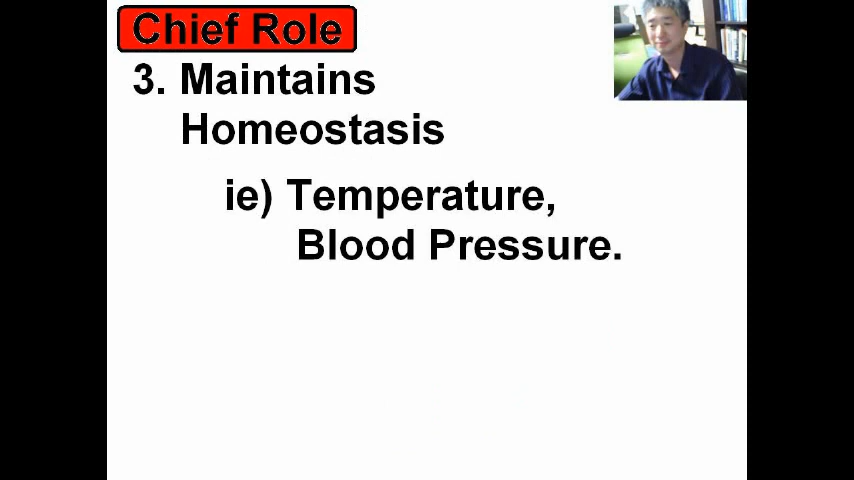 Chief Role
3. Maintains
Homeostasis
ie) Temperature,
Blood Pressure.